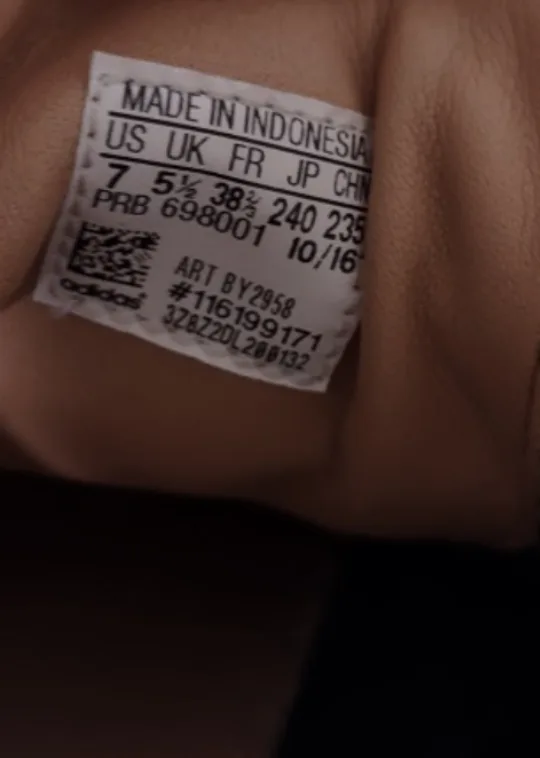 MADE IN INDONESIA
US UK FR JP CHN
7 5½ 38⅔ 240 235
PRB 698001 10/16
ART BY2958
#116199171
adidas